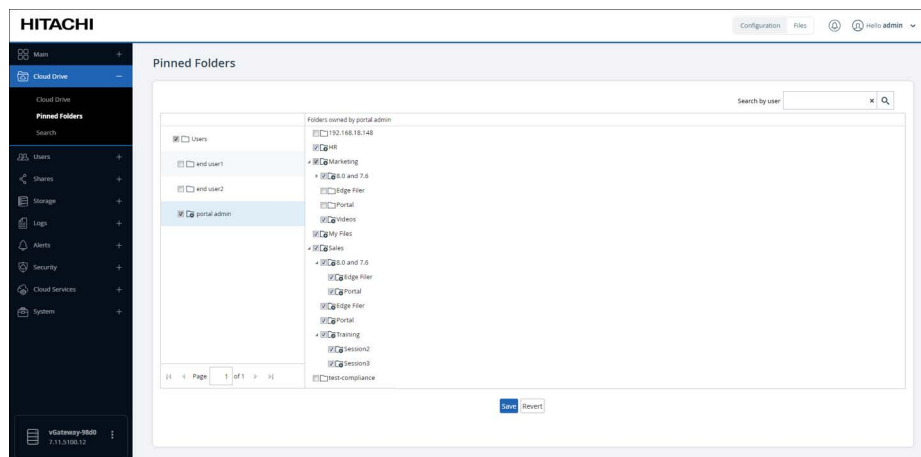 HITACHI
Configuration Files Hello admin
Main
Cloud Drive
Cloud Drive
Pinned Folders
Search
Users
Shares
Storage
Logs
Alerts
Security
Cloud Services
System
vGateway-98d0
7.11.5100.12
Pinned Folders
Search by user
Users
end user1
end user2
portal admin
Page 1 of 1
Folders owned by portal admin
192.168.18.148
HR
Marketing
8.0 and 7.6
Edge Filer
Portal
Videos
My Files
Sales
8.0 and 7.6
Edge Filer
Portal
Edge Filer
Portal
Training
Session2
Session3
test-compliance
Save Revert